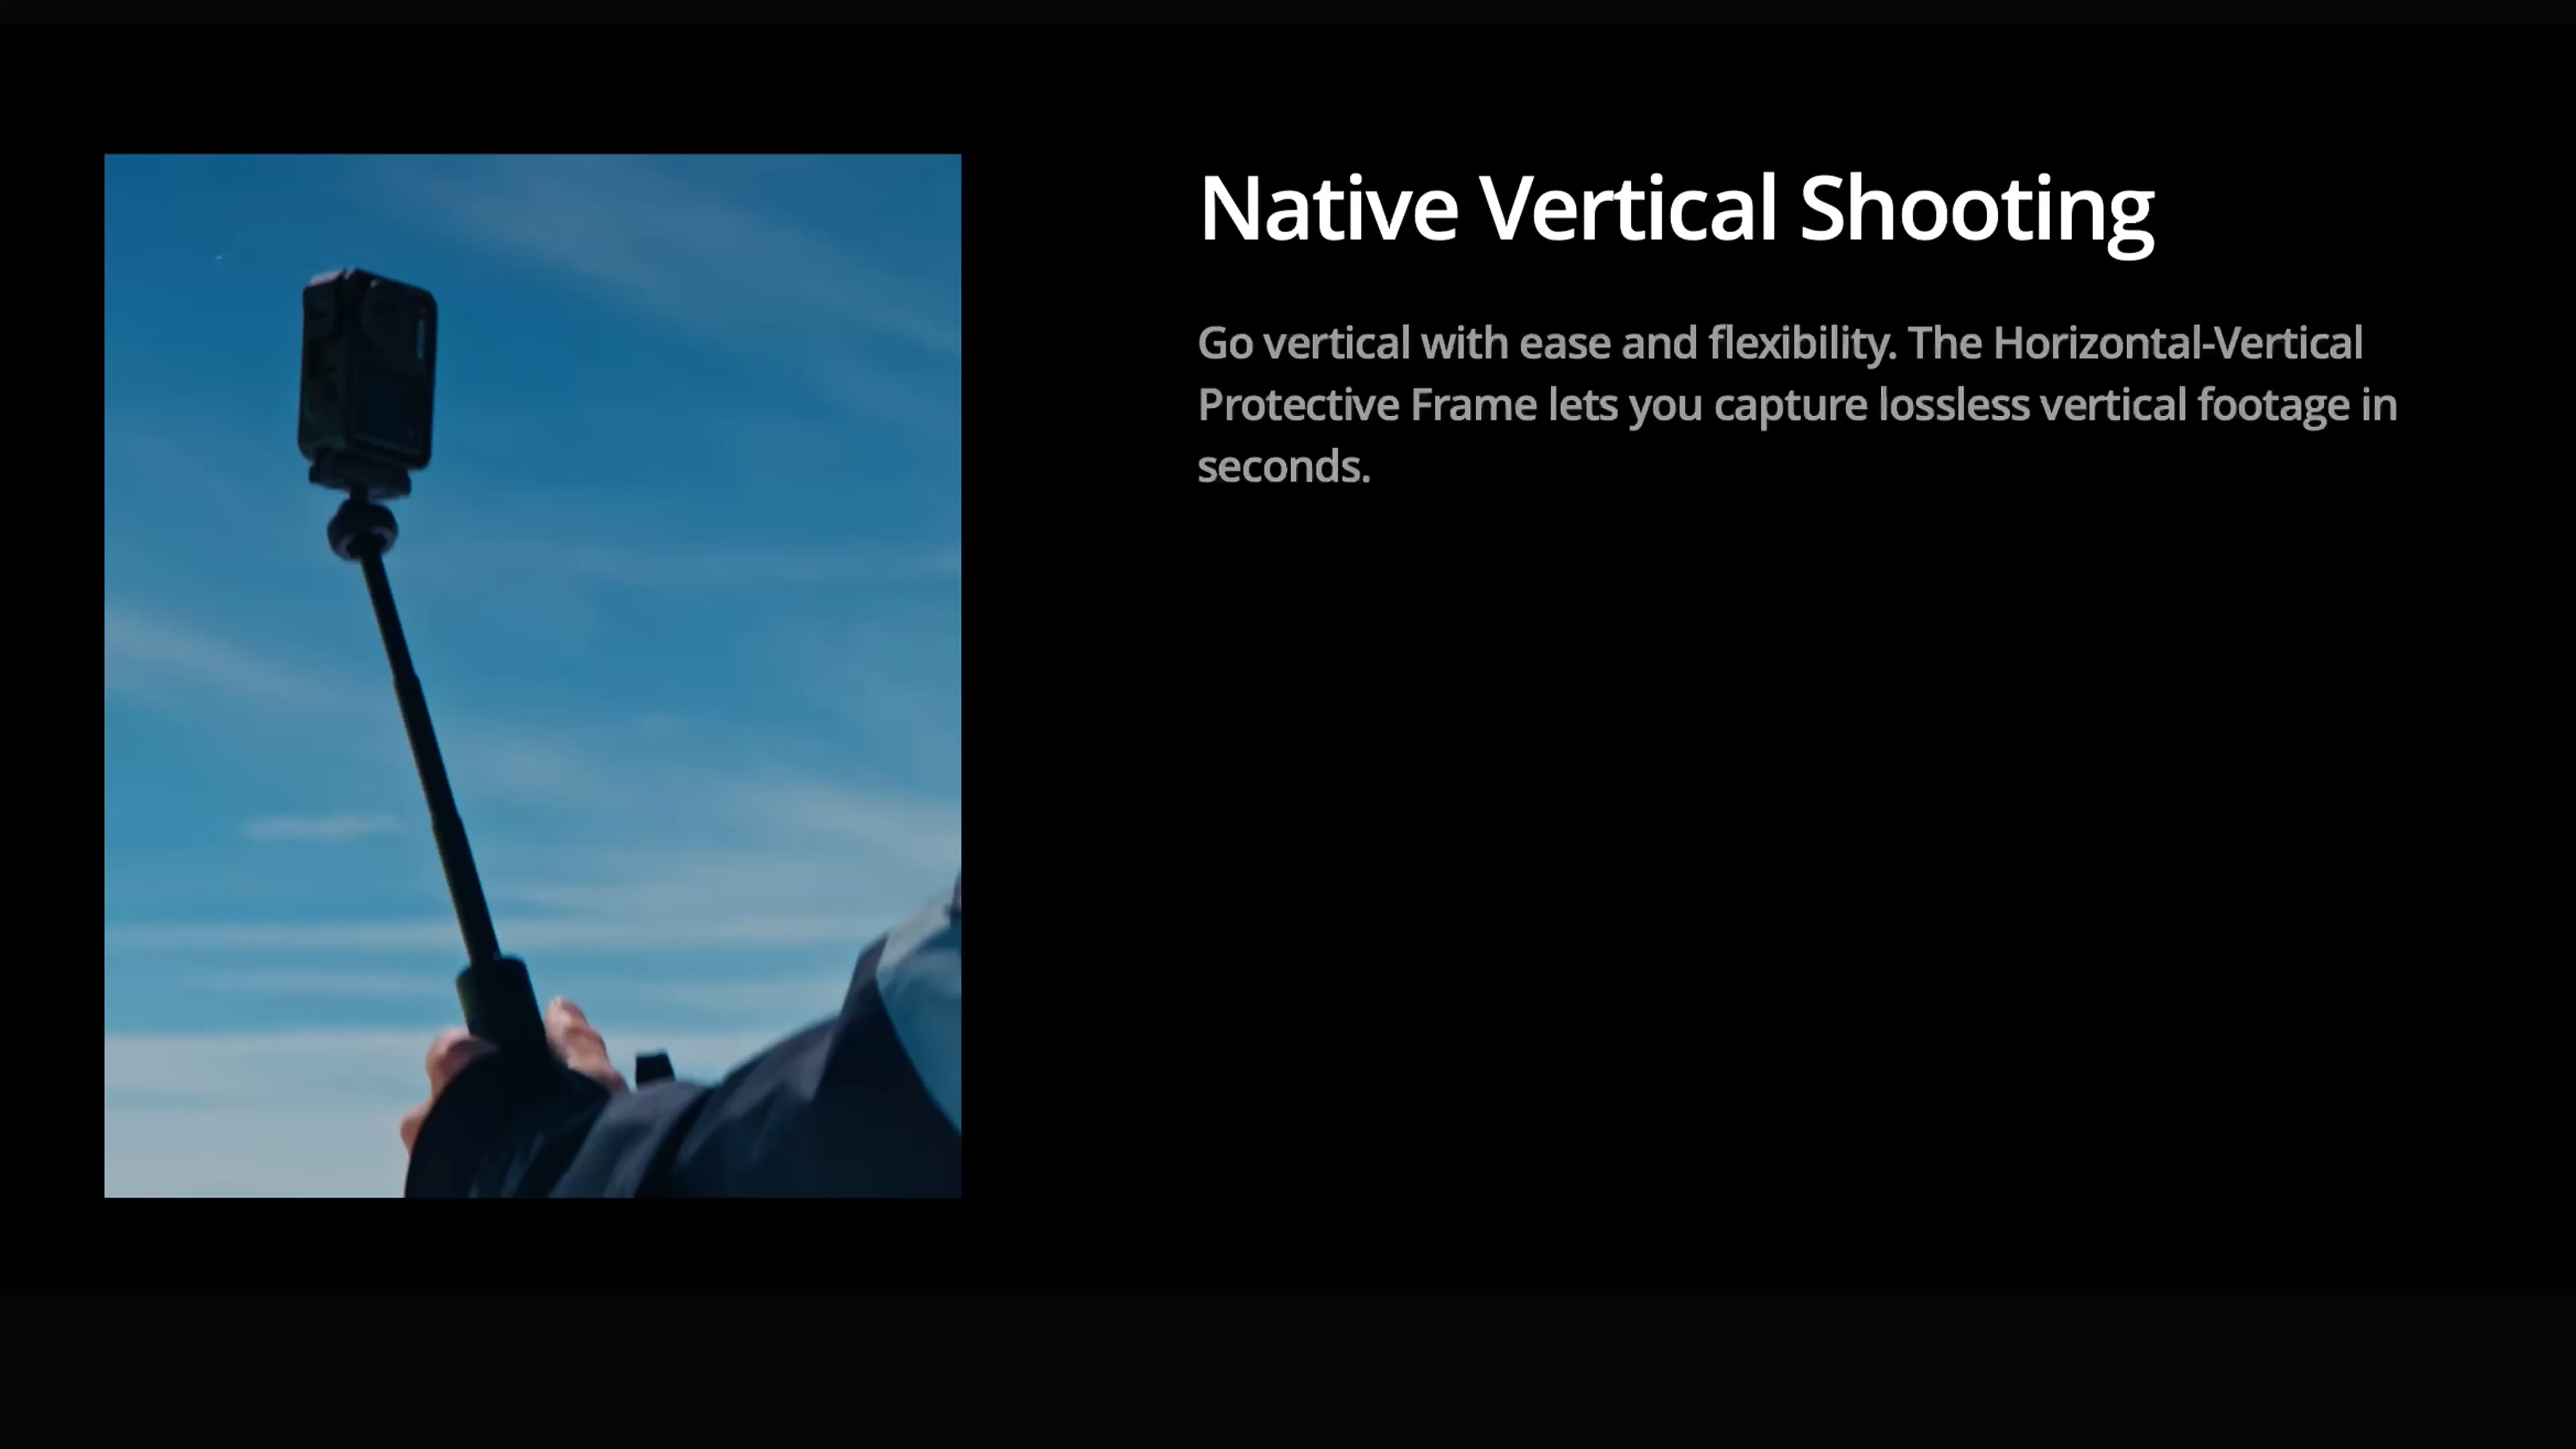 Native Vertical Shooting
Go vertical with ease and flexibility. The Horizontal-Vertical
Protective Frame lets you capture lossless vertical footage in
seconds.